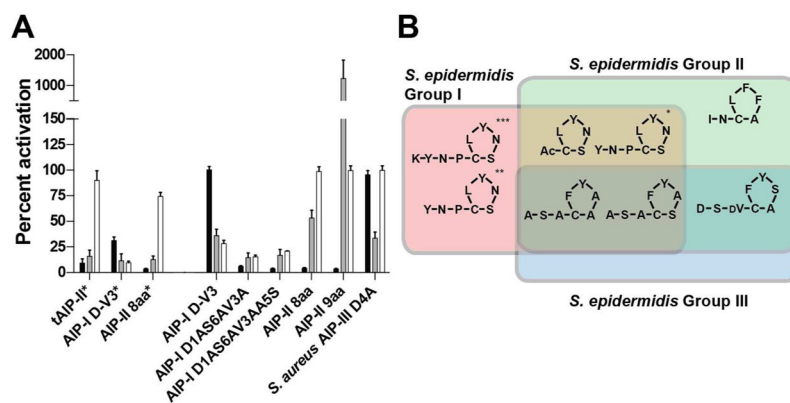 A
2000
1000
150
125
100
75
50
25
0
Percent activation
tAIP-II*
AIP-I D-V3*
AIP-II 8aa*
AIP-I D-V3
AIP-I D1AS6AV3A
AIP-I D1AS6AV3AA5S
AIP-II 8aa
AIP-II 9aa
S. aureus AIP-III D4A
B
S. epidermidis Group II
S. epidermidis
Group I
Y ***
L N
K-Y-N-P-C-S
Y **
L N
Y-N-P-C-S
Y
L N
Ac-C-S
Y *
L N
Y-N-P-C-S
F
L F
I-N-C-A
Y
F A
A-S-A-C-A
Y
F A
A-S-A-C-S
Y
F S
D-S-DV-C-A
S. epidermidis Group III